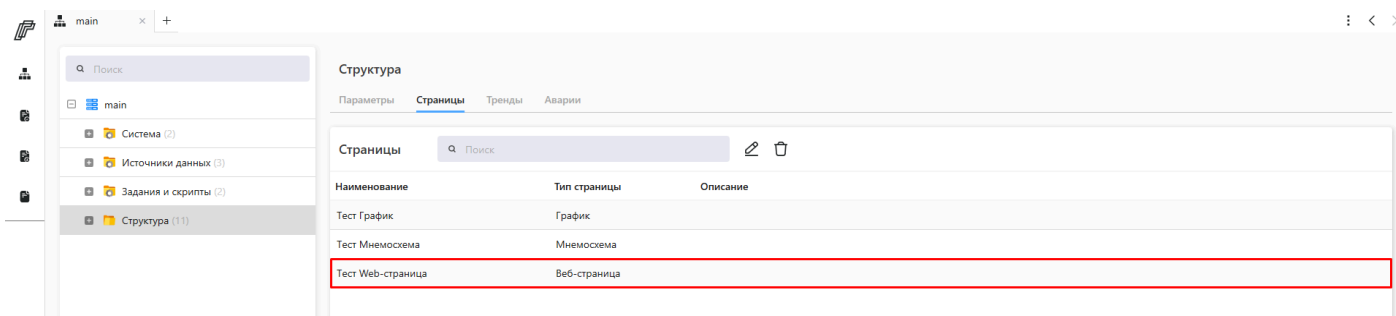 main × +
Поиск
main
Система (2)
Источники данных (3)
Задания и скрипты (2)
Структура (11)
Структура
Параметры Страницы Тренды Аварии
Страницы Поиск
Наименование Тип страницы Описание
Тест График График
Тест Мнемосхема Мнемосхема
Тест Web-страница Веб-страница